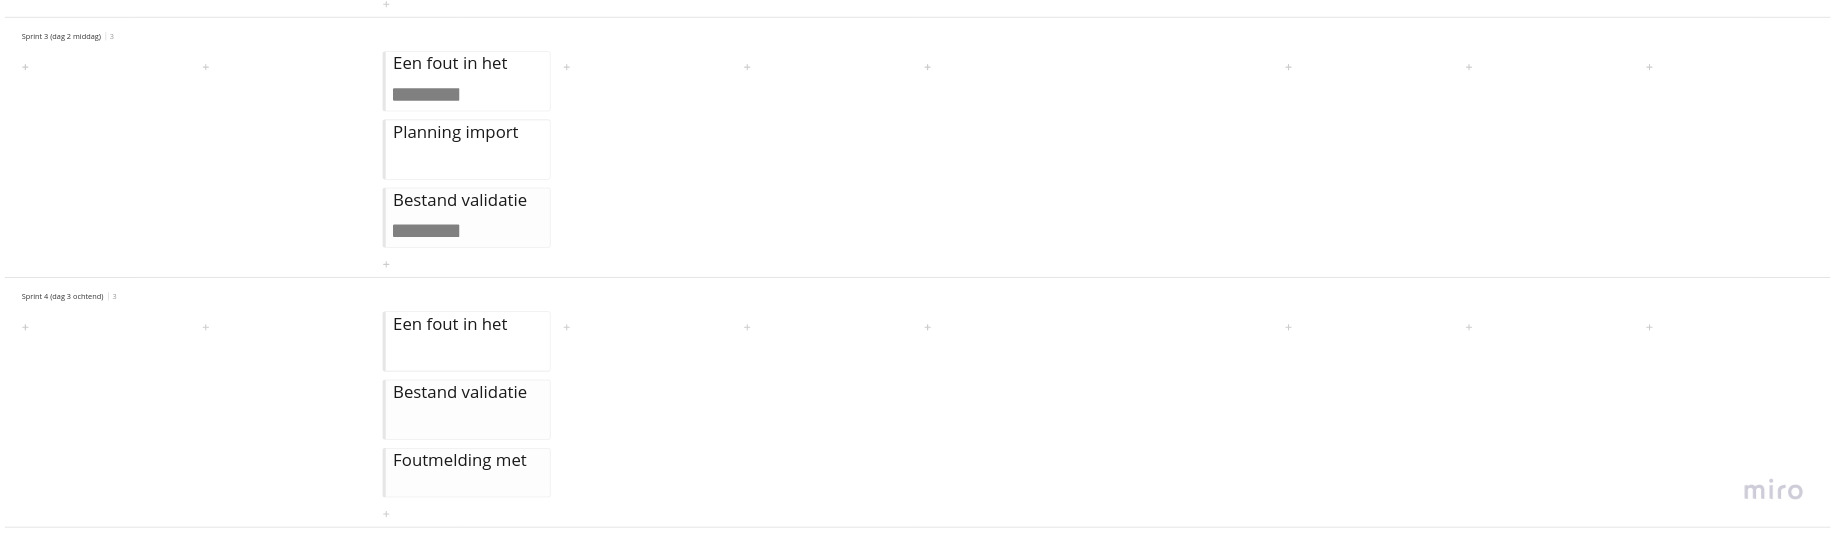 Sprint 3 (dag 2 middag) | 3
Een fout in het
Planning import
Bestand validatie
Sprint 4 (dag 3 ochtend) | 3
Een fout in het
Bestand validatie
Foutmelding met
miro